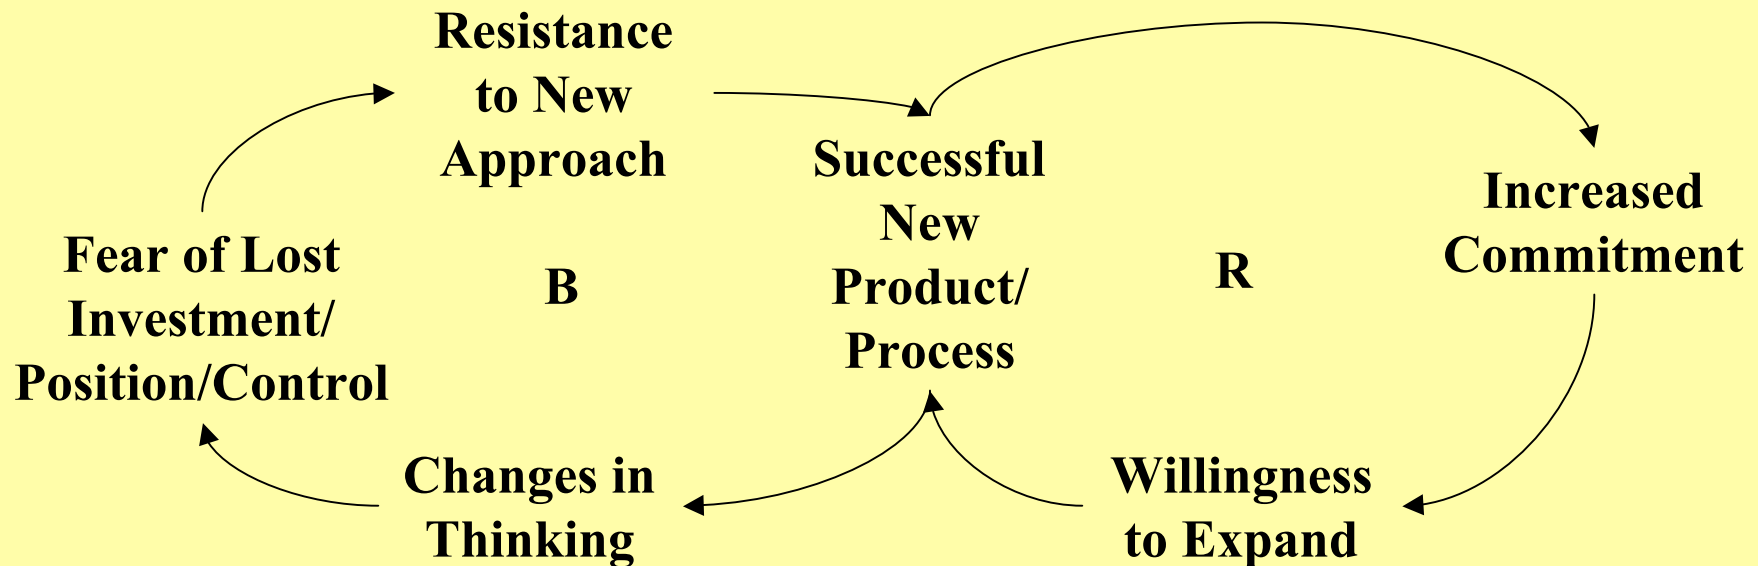 Resistance
to New
Approach
Successful
New
Product/
Process
Increased
Commitment
Fear of Lost
Investment/
Position/Control
B
R
Changes in
Thinking
Willingness
to Expand